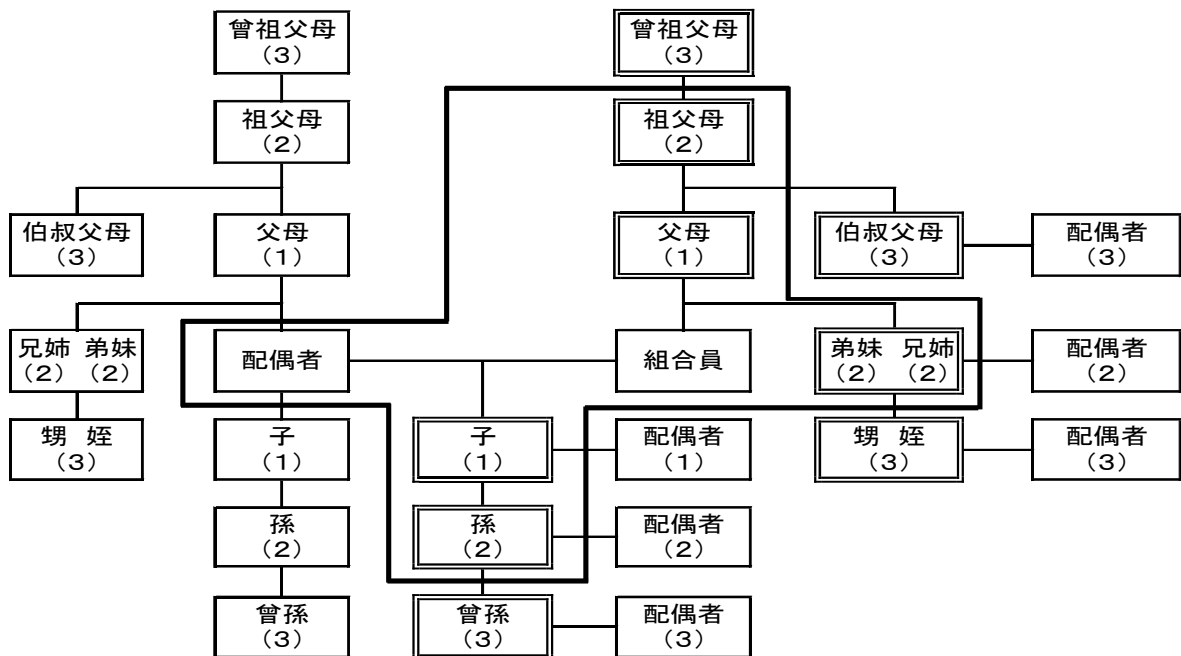 曾祖父母 曾祖父母
(3) (3)
祖父母 祖父母
(2) (2)
伯叔父母 父母 父母 伯叔父母 配偶者
(3) (1) (1) (3) (3)
兄姉 弟妹 配偶者 組合員 弟妹 兄姉 配偶者
(2) (2) (2) (2) (2)
甥 姪 子 子 配偶者 甥 姪 配偶者
(3) (1) (1) (1) (3) (3)
孫 孫 配偶者
(2) (2) (2)
曾孫 曾孫 配偶者
(3) (3) (3)